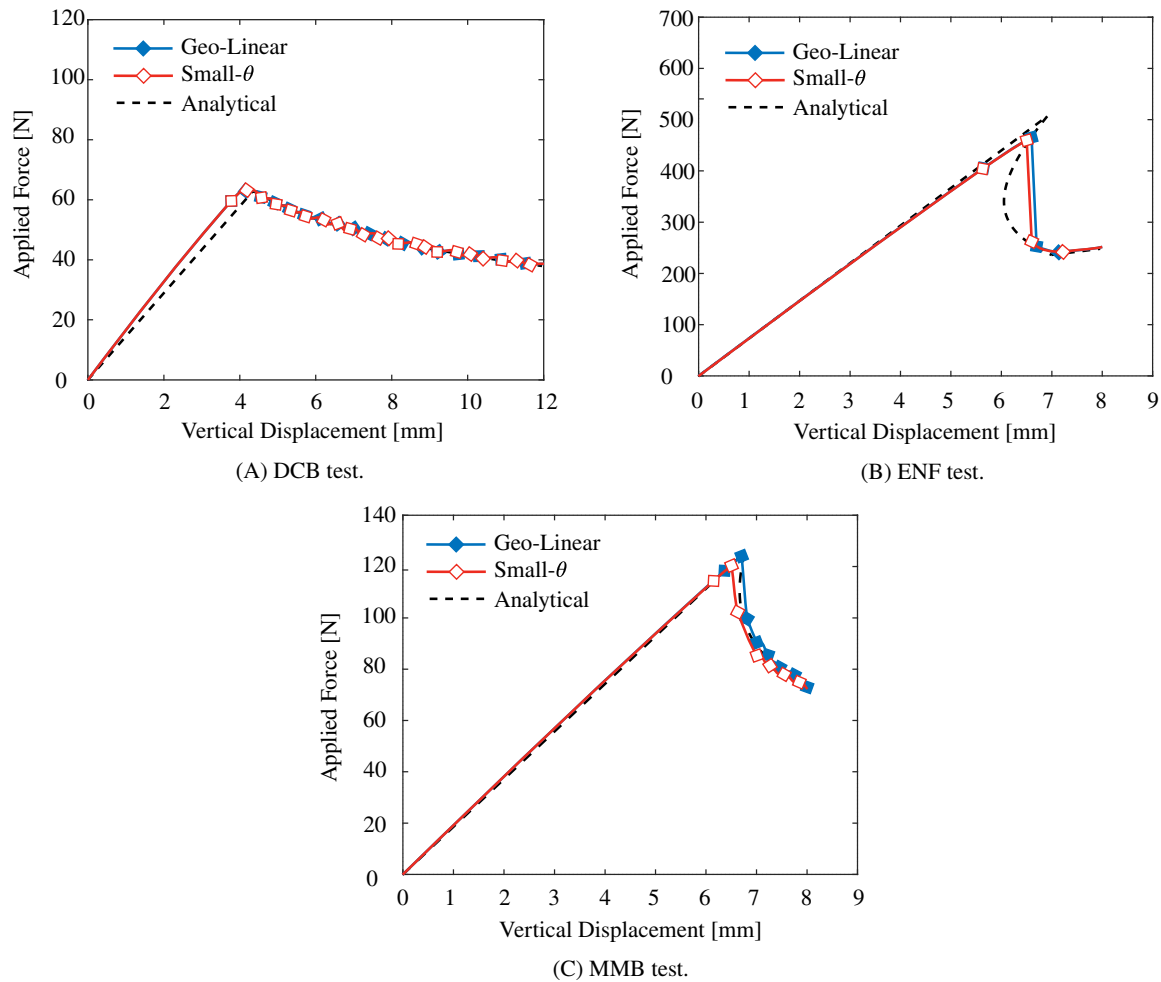 120
100
80
60
40
20
0
Applied Force [N]
Geo-Linear
Small-θ
Analytical
0 2 4 6 8 10 12
Vertical Displacement [mm]
(A) DCB test.
700
600
500
400
300
200
100
0
Applied Force [N]
Geo-Linear
Small-θ
Analytical
0 1 2 3 4 5 6 7 8 9
Vertical Displacement [mm]
(B) ENF test.
140
120
100
80
60
40
20
0
Applied Force [N]
Geo-Linear
Small-θ
Analytical
0 1 2 3 4 5 6 7 8 9
Vertical Displacement [mm]
(C) MMB test.